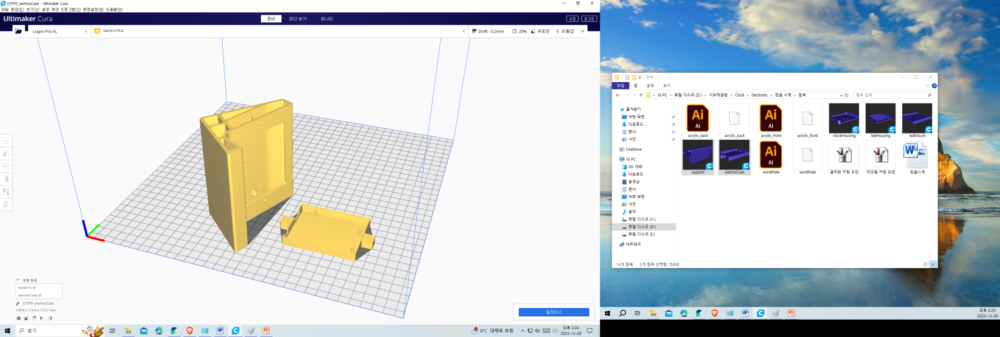 CFFFP_wemosCase - Ultimaker Cura
파일 편집(E) 보기(V) 설정 확장 프로그램(X) 환경설정(R) 도움말(H)
Ultimaker Cura
준비 미리 보기 모니터
시장 로그인
Lugro Pro XL
Generic PLA
Draft - 0.2mm 20% 유효한 비활성
개체 목록
support.stl
wemosCase.stl
CFFFP_wemosCase
174.4 x 113.4 x 110.7 mm
슬라이스
찾기
6°C 대체로 흐림
오후 2:24
2023-12-29
첨부
파일 홈 공유 보기
내 PC > 로컬 디스크 (D:) > 사브작공방 > Clock > Electronic > 한글 시계 > 첨부
첨부 검색
즐겨찾기
바탕 화면
다운로드
문서
사진
OneDrive
내 PC
3D 개체
다운로드
동영상
문서
바탕 화면
사진
음악
로컬 디스크 (C:)
로컬 디스크 (D:)
로컬 디스크 (E:)
네트워크
Ai Ai
AI AI
acrylic_back acrylic_back acrylic_front acrylic_front clockHousing ledHousing ledMount
Ai
AI
support wemosCase wordPlate wordPlate 글자판 커팅 도안 아크릴 커팅 도안 한글시계
14개 항목 2개 항목 선택함 150KB
오후 2:24
2023-12-29